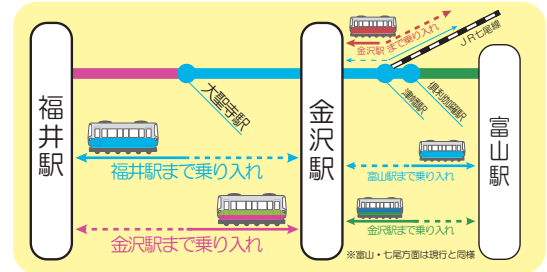 金沢駅まで乗り入れ
JR七尾線
福井駅
大聖寺駅
金沢駅
津幡駅
倶利伽羅駅
富山駅
福井駅まで乗り入れ
富山駅まで乗り入れ
金沢駅まで乗り入れ
金沢駅まで乗り入れ
※富山・七尾方面は現行と同様